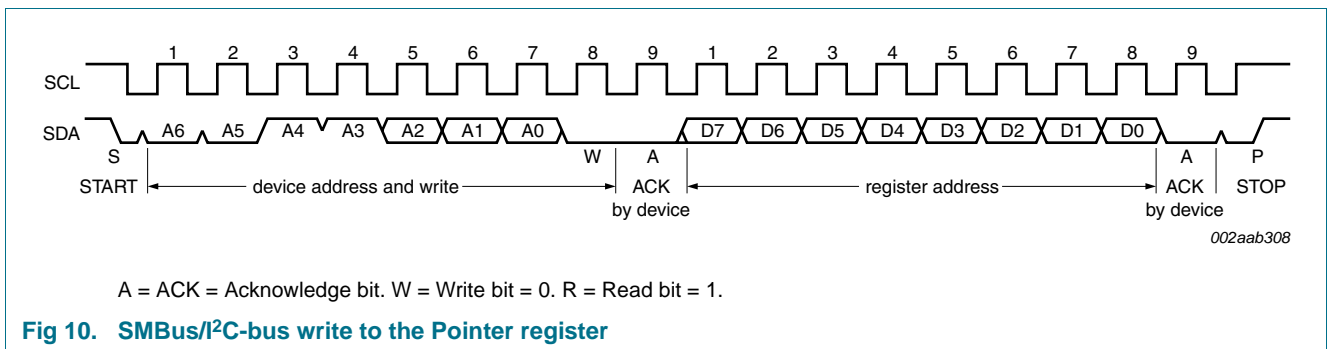 1 2 3 4 5 6 7 8 9 1 2 3 4 5 6 7 8 9
SCL
SDA A6 A5 A4 A3 A2 A1 A0 D7 D6 D5 D4 D3 D2 D1 D0
S W A A P
START device address and write ACK by device register address ACK by device STOP
002aab308
A = ACK = Acknowledge bit. W = Write bit = 0. R = Read bit = 1.
Fig 10. SMBus/I²C-bus write to the Pointer register